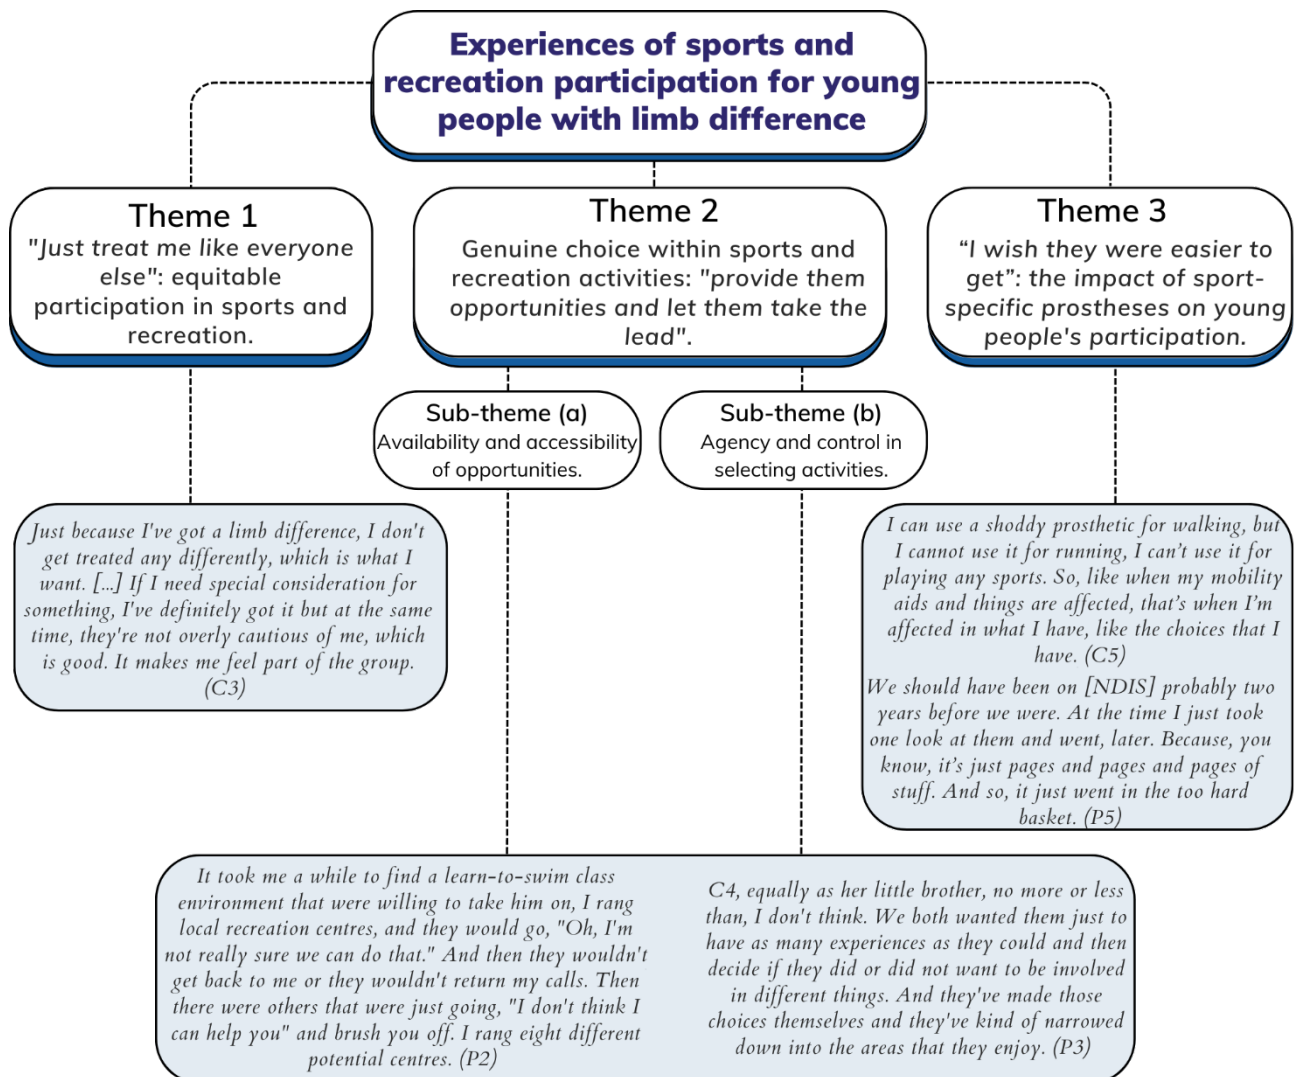 Experiences of sports and
recreation participation for young
people with limb difference
Theme 1
"Just treat me like everyone
else": equitable
participation in sports and
recreation.
Theme 2
Genuine choice within sports and
recreation activities: "provide them
opportunities and let them take the
lead".
Theme 3
“I wish they were easier to
get”: the impact of sport-
specific prostheses on young
people's participation.
Sub-theme (a)
Availability and accessibility
of opportunities.
Sub-theme (b)
Agency and control in
selecting activities.
Just because I've got a limb difference, I don't
get treated any differently, which is what I
want. [...] If I need special consideration for
something, I've definitely got it but at the same
time, they're not overly cautious of me, which
is good. It makes me feel part of the group.
(C3)
I can use a shoddy prosthetic for walking, but
I cannot use it for running, I can’t use it for
playing any sports. So, like when my mobility
aids and things are affected, that’s when I’m
affected in what I have, like the choices that I
have. (C5)
We should have been on [NDIS] probably two
years before we were. At the time I just took
one look at them and went, later. Because, you
know, it’s just pages and pages and pages of
stuff. And so, it just went in the too hard
basket. (P5)
It took me a while to find a learn-to-swim class
environment that were willing to take him on, I rang
local recreation centres, and they would go, "Oh, I'm
not really sure we can do that." And then they wouldn't
get back to me or they wouldn't return my calls. Then
there were others that were just going, "I don't think I
can help you" and brush you off. I rang eight different
potential centres. (P2)
C4, equally as her little brother, no more or less
than, I don't think. We both wanted them just to
have as many experiences as they could and then
decide if they did or did not want to be involved
in different things. And they've made those
choices themselves and they've kind of narrowed
down into the areas that they enjoy. (P3)